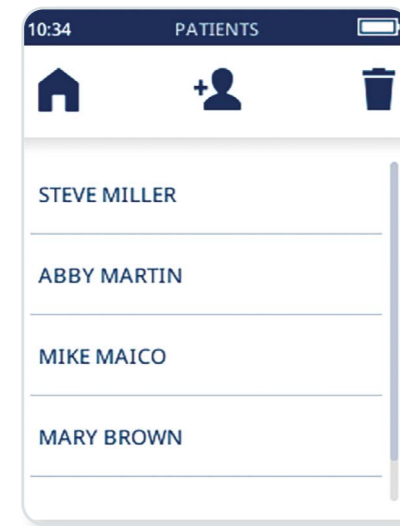 10:34 PATIENTS
STEVE MILLER
ABBY MARTIN
MIKE MAICO
MARY BROWN